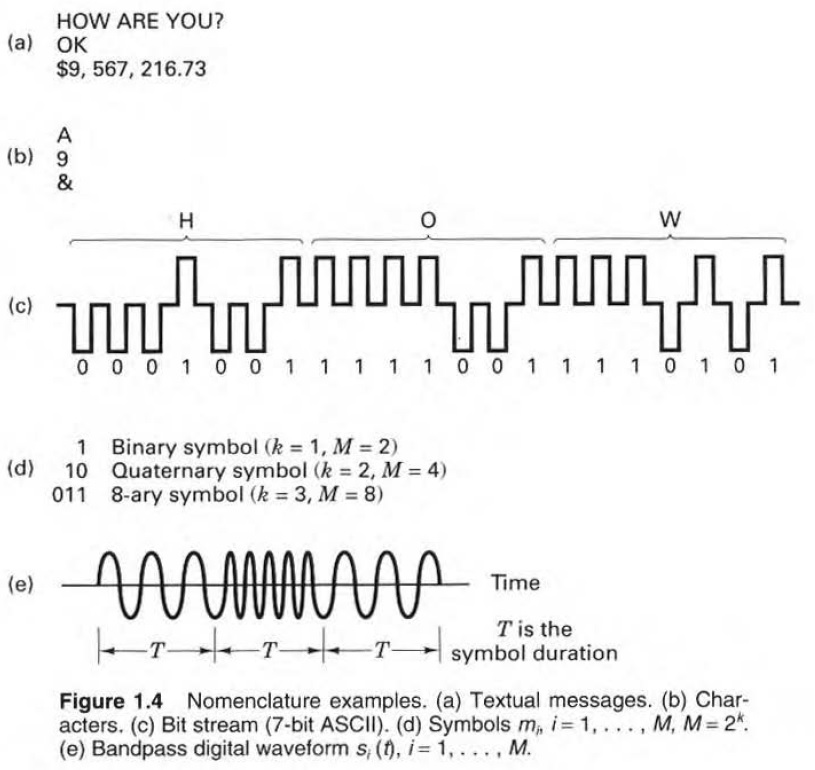 HOW ARE YOU?
(a) OK
$9, 567, 216.73
A
(b) 9
&
H O W
(c)
0 0 0 1 0 0 1 1 1 1 1 0 0 1 1 1 1 0 1 0 1
1 Binary symbol (k = 1, M = 2)
(d) 10 Quaternary symbol (k = 2, M = 4)
011 8-ary symbol (k = 3, M = 8)
(e) Time
T T T
T is the
symbol duration
Figure 1.4 Nomenclature examples. (a) Textual messages. (b) Char-
acters. (c) Bit stream (7-bit ASCII). (d) Symbols mᵢ, i = 1, . . . , M, M = 2ᵏ.
(e) Bandpass digital waveform sᵢ (t), i = 1, . . . , M.